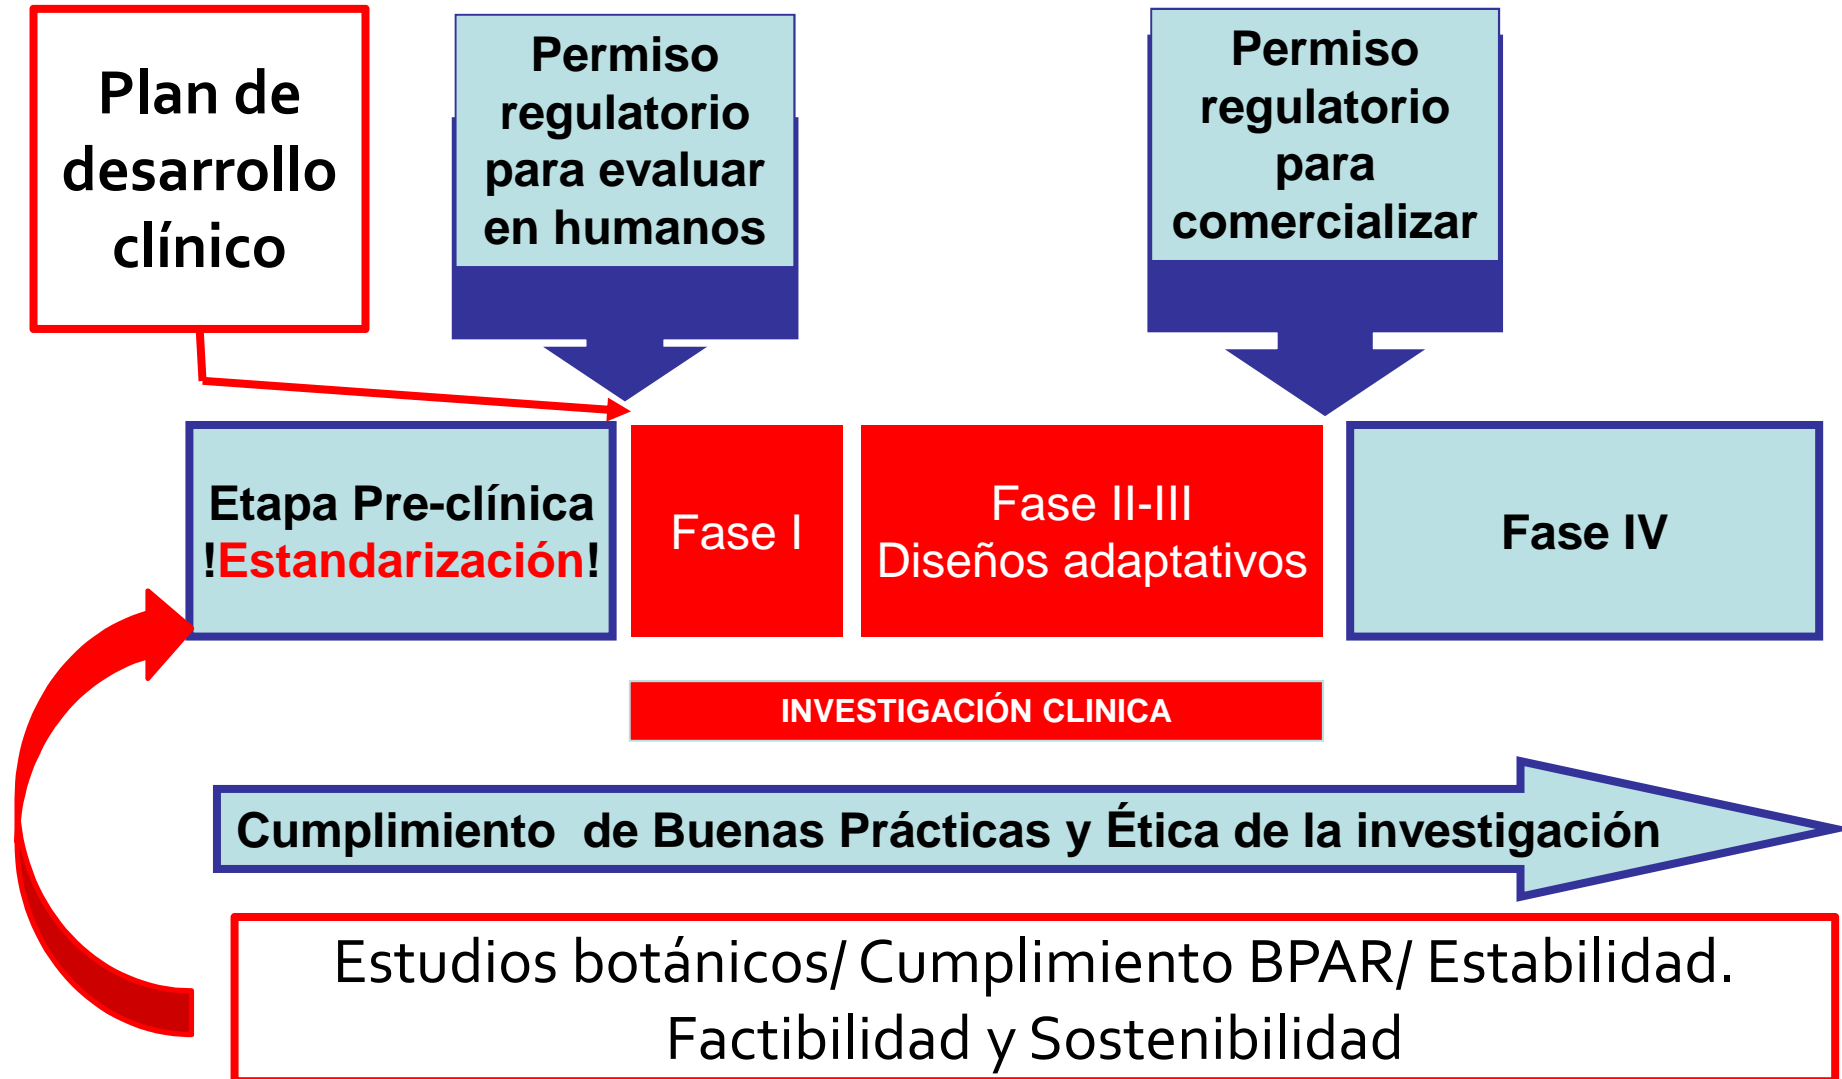 Plan de
desarrollo
clínico
Permiso
regulatorio
para evaluar
en humanos
Permiso
regulatorio
para
comercializar
Etapa Pre-clínica
!Estandarización!
Fase I
Fase II-III
Diseños adaptativos
Fase IV
INVESTIGACIÓN CLINICA
Cumplimiento  de Buenas Prácticas y Ética de la investigación
Estudios botánicos/ Cumplimiento BPAR/ Estabilidad.
Factibilidad y Sostenibilidad